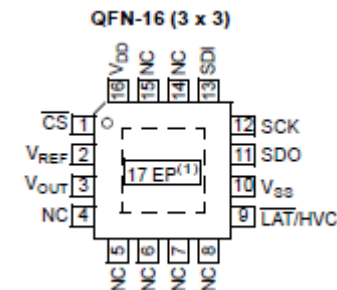 QFN-16 (3 x 3)
VDD NC NC SDI
16 15 14 13
CS 1 12 SCK
VREF 2 11 SDO
VOUT 3 17 EP(1) 10 VSS
NC 4 9 LAT/HVC
5 6 7 8
NC NC NC NC